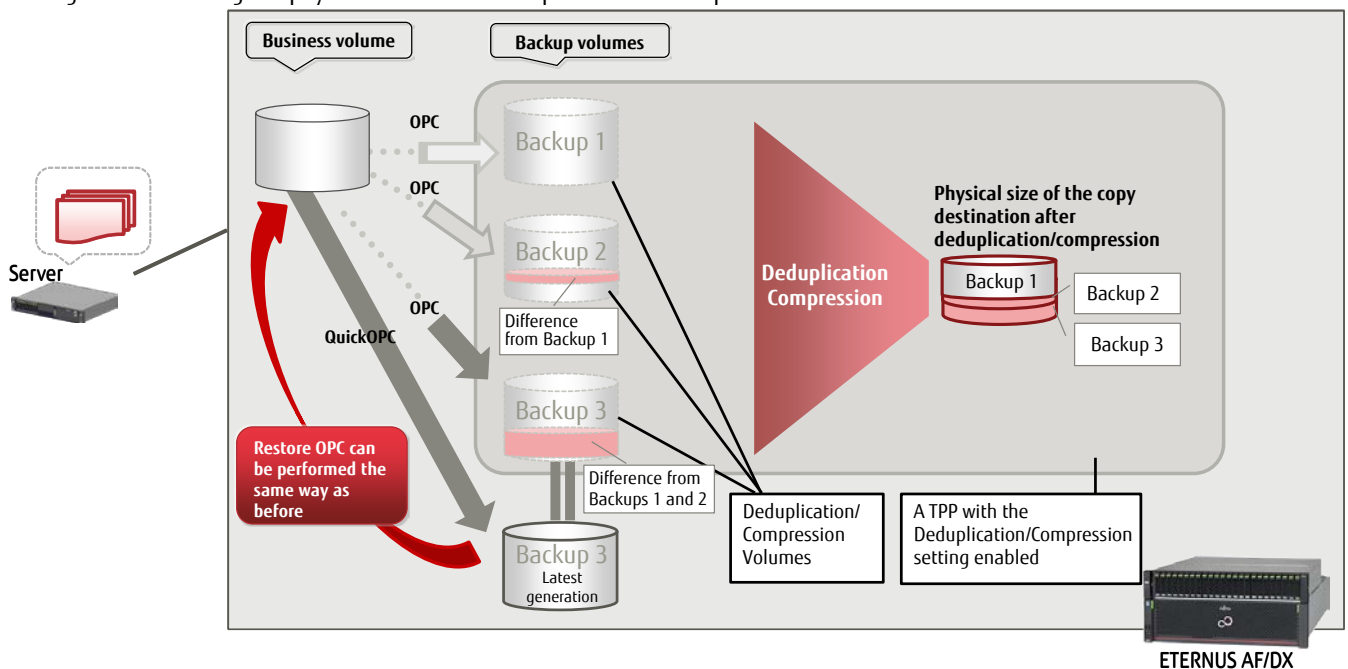 Business volume
Backup volumes
OPC
Backup 1
OPC
Backup 2
Difference
from Backup 1
OPC
QuickOPC
Backup 3
Difference from
Backups 1 and 2
Backup 3
Latest
generation
Restore OPC can
be performed the
same way as
before
Server
Deduplication
Compression
Physical size of the copy
destination after
deduplication/compression
Backup 1
Backup 2
Backup 3
Deduplication/
Compression
Volumes
A TPP with the
Deduplication/Compression
setting enabled
ETERNUS AF/DX